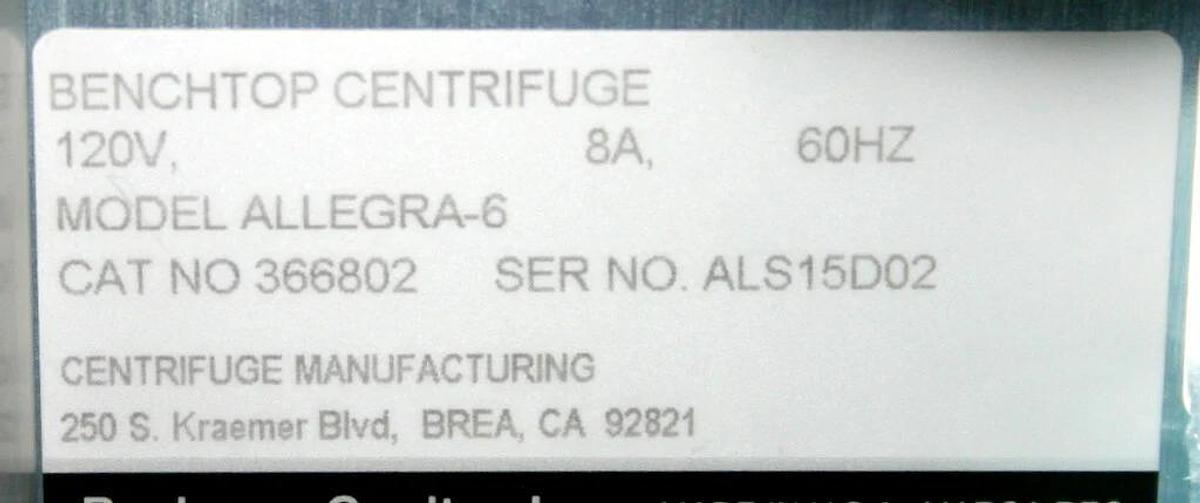 BENCHTOP CENTRIFUGE
120V, 8A, 60HZ
MODEL ALLEGRA-6
CAT NO 366802 SER NO. ALS15D02
CENTRIFUGE MANUFACTURING
250 S. Kraemer Blvd, BREA, CA 92821